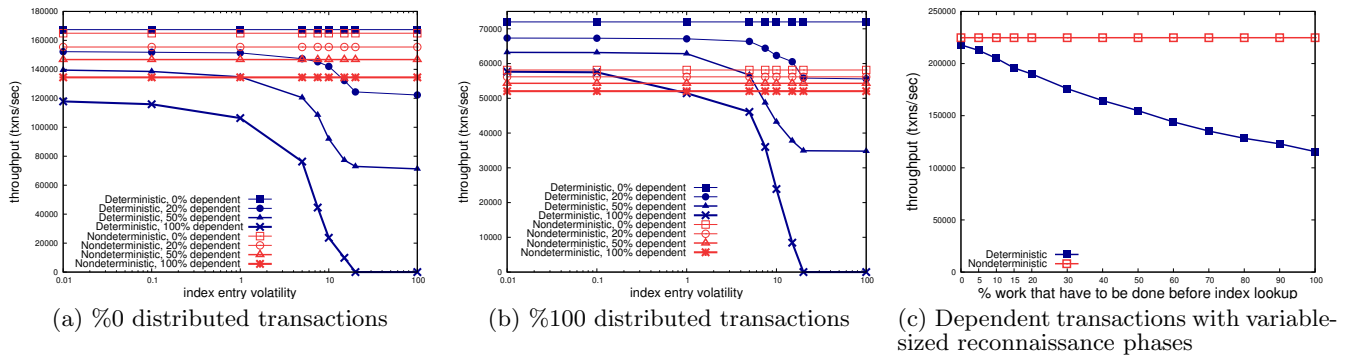 180000
160000
140000
120000
100000
80000
60000
40000
20000
0
throughput (txns/sec)
Deterministic, 0% dependent
Deterministic, 20% dependent
Deterministic, 50% dependent
Deterministic, 100% dependent
Nondeterministic, 0% dependent
Nondeterministic, 20% dependent
Nondeterministic, 50% dependent
Nondeterministic, 100% dependent
0.01 0.1 1 10 100
index entry volatility
(a) %0 distributed transactions
70000
60000
50000
40000
30000
20000
10000
0
throughput (txns/sec)
Deterministic, 0% dependent
Deterministic, 20% dependent
Deterministic, 50% dependent
Deterministic, 100% dependent
Nondeterministic, 0% dependent
Nondeterministic, 20% dependent
Nondeterministic, 50% dependent
Nondeterministic, 100% dependent
0.01 0.1 1 10 100
index entry volatility
(b) %100 distributed transactions
250000
200000
150000
100000
50000
0
throughput (txns/sec)
Deterministic
Nondeterministic
0 5 10 15 20 30 40 50 60 70 80 90 100
% work that have to be done before index lookup
(c) Dependent transactions with variable-
sized reconnaissance phases